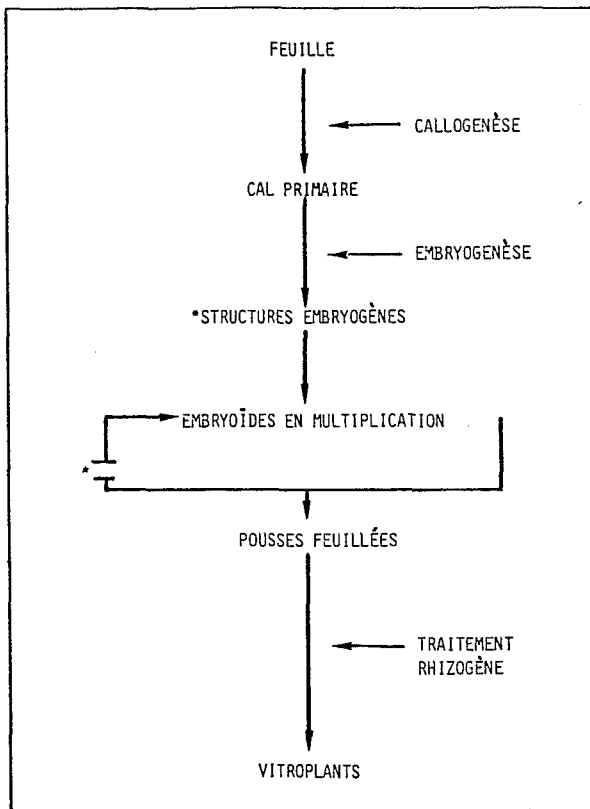 FEUILLE
CALLOGENÈSE
CAL PRIMAIRE
EMBRYOGENÈSE
*STRUCTURES EMBRYOGÈNES
EMBRYOÏDES EN MULTIPLICATION
*
POUSSES FEUILLÉES
TRAITEMENT
RHIZOGÈNE
VITROPLANTS